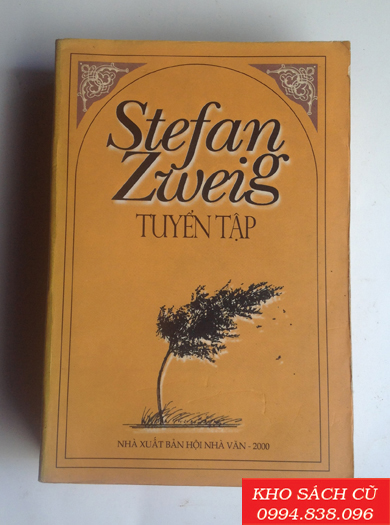 Stefan
Zweig
TUYỂN TẬP
NHÀ XUẤT BẢN HỘI NHÀ VĂN - 2000
KHO SÁCH CŨ
0994.838.096